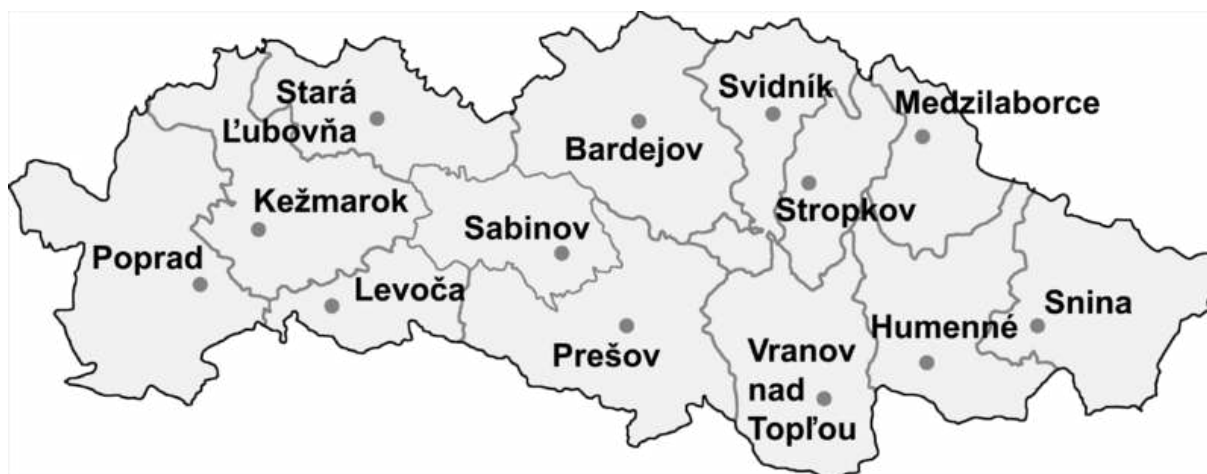 Stará
Ľubovňa
Svidník
Medzilaborce
Bardejov
Kežmarok
Stropkov
Sabinov
Poprad
Levoča
Snina
Humenné
Prešov
Vranov
nad
Topľou